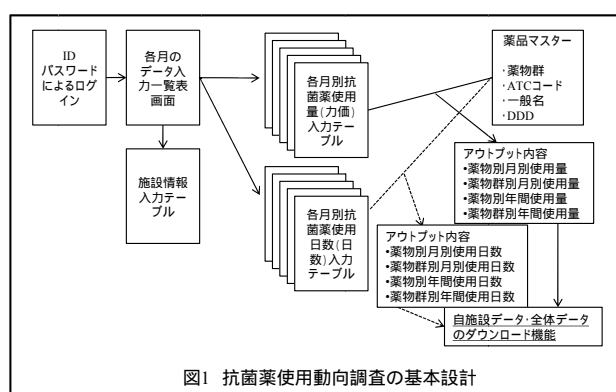 ID
パスワード
によるログ
イン
各月の
データ入
力一覧表
画面
施設情報
入力テー
ブル
各月別抗
菌薬使用
量(力価)
入力テー
ブル
各月別抗
菌薬使用
日数(日
数)入力
テーブル
薬品マスター
・薬物群
・ATCコード
・一般名
・DDD
アウトプット内容
•薬物別月別使用量
•薬物群別月別使用量
•薬物別年間使用量
•薬物群別年間使用量
アウトプット内容
•薬物別月別使用日数
•薬物群別月別使用日数
•薬物別年間使用日数
•薬物群別年間使用日数
自施設データ・全体データ
のダウンロード機能
図1 抗菌薬使用動向調査の基本設計